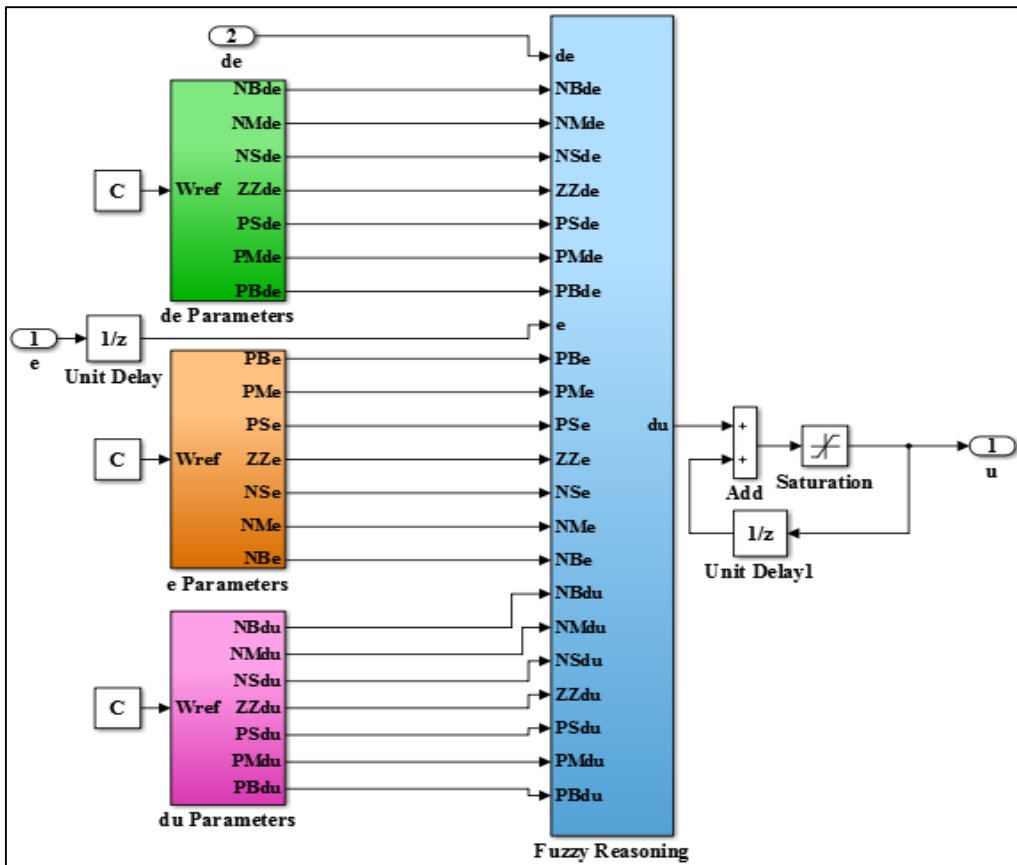 2
de
C
Wref
NBde
NMde
NSde
ZZde
PSde
PMde
PBde
de Parameters
1
e
1/z
Unit Delay
C
Wref
PBe
PMe
PSe
ZZe
NSe
NMe
NBe
e Parameters
C
Wref
NBdu
NMdu
NSdu
ZZdu
PSdu
PMdu
PBdu
du Parameters
de
NBde
NMde
NSde
ZZde
PSde
PMde
PBde
e
PBe
PMe
PSe
ZZe
NSe
NMe
NBe
NBdu
NMdu
NSdu
ZZdu
PSdu
PMdu
PBdu
du
Fuzzy Reasoning
+
+
Add
Saturation
1/z
Unit Delay1
1
u